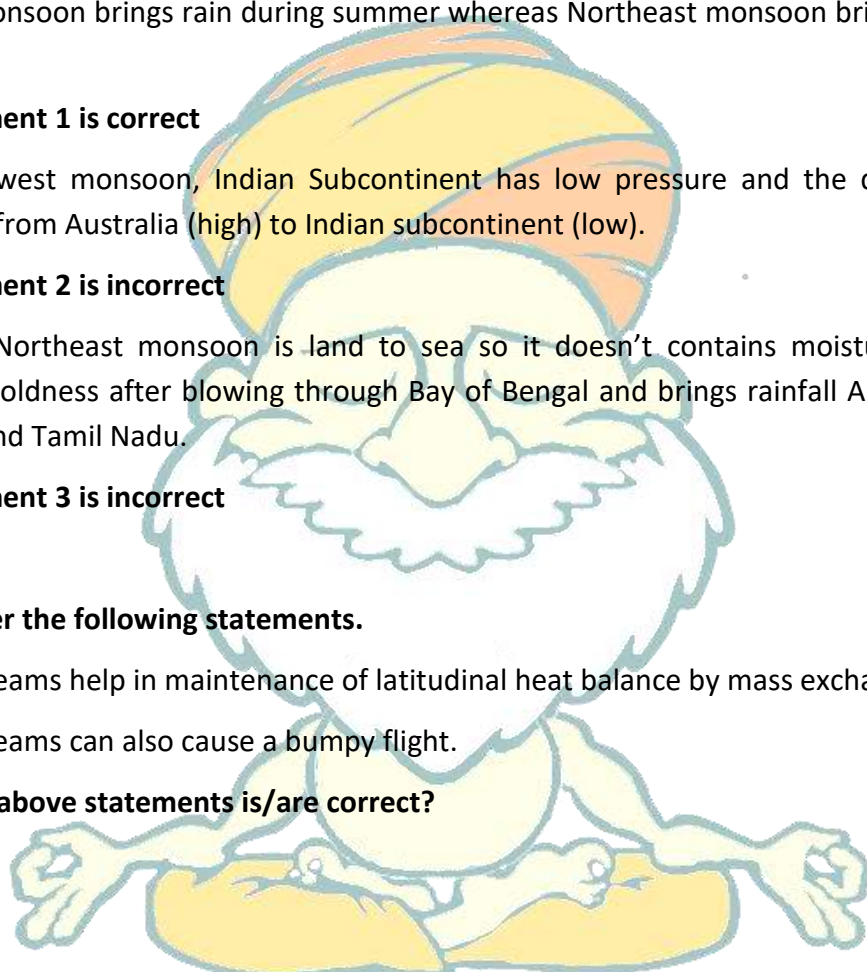 onsoon brings rain during summer whereas Northeast monsoon bri
ent 1 is correct
west monsoon, Indian Subcontinent has low pressure and the
from Australia (high) to Indian subcontinent (low).
ent 2 is incorrect
Northeast monsoon is land to sea so it doesn’t contains moistu
oldness after blowing through Bay of Bengal and brings rainfall A
nd Tamil Nadu.
ent 3 is incorrect
er the following statements.
eams help in maintenance of latitudinal heat balance by mass excha
eams can also cause a bumpy flight.
above statements is/are correct?